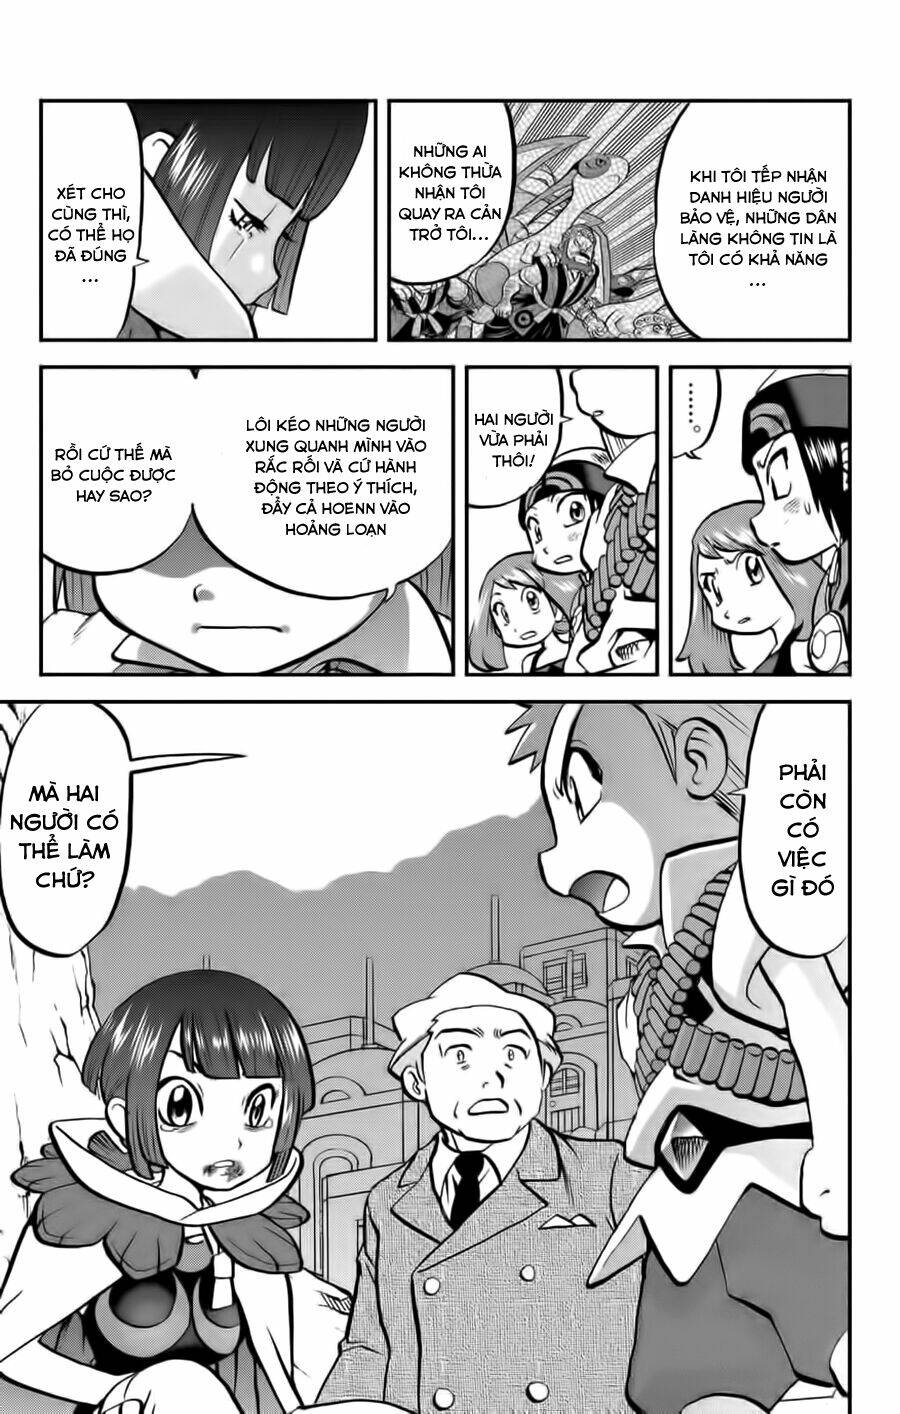 KHI TÔI TẾP NHẬN
DANH HIỆU NGƯỜI
BẢO VỆ, NHỮNG DÂN
LÀNG KHÔNG TIN LÀ
TÔI CÓ KHẢ NĂNG
...
NHỮNG AI
KHÔNG THỪA
NHẬN TÔI
QUAY RA CẢN
TRỞ TÔI...
XÉT CHO
CÙNG THÌ,
CÓ THỂ HỌ
ĐÃ ĐÚNG
...
........
HAI NGƯỜI
VỪA PHẢI
THÔI!
LÔI KÉO NHỮNG NGƯỜI
XUNG QUANH MÌNH VÀO
RẮC RỐI VÀ CỨ HÀNH
ĐỘNG THEO Ý THÍCH,
ĐẨY CẢ HOENN VÀO
HOẢNG LOẠN
RỒI CỨ THẾ MÀ
BỎ CUỘC ĐƯỢC
HAY SAO?
PHẢI
CÒN
CÓ
VIỆC
GÌ ĐÓ
MÀ HAI
NGƯỜI CÓ
THỂ LÀM
CHỨ?